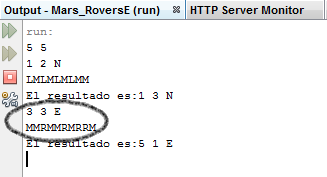 Output - Mars_RoversE (run)
HTTP Server Monitor
run:
5 5
1 2 N
LMLMLMLMM
El resultado es:1 3 N
3 3 E
MMRMMRMRRM
El resultado es:5 1 E